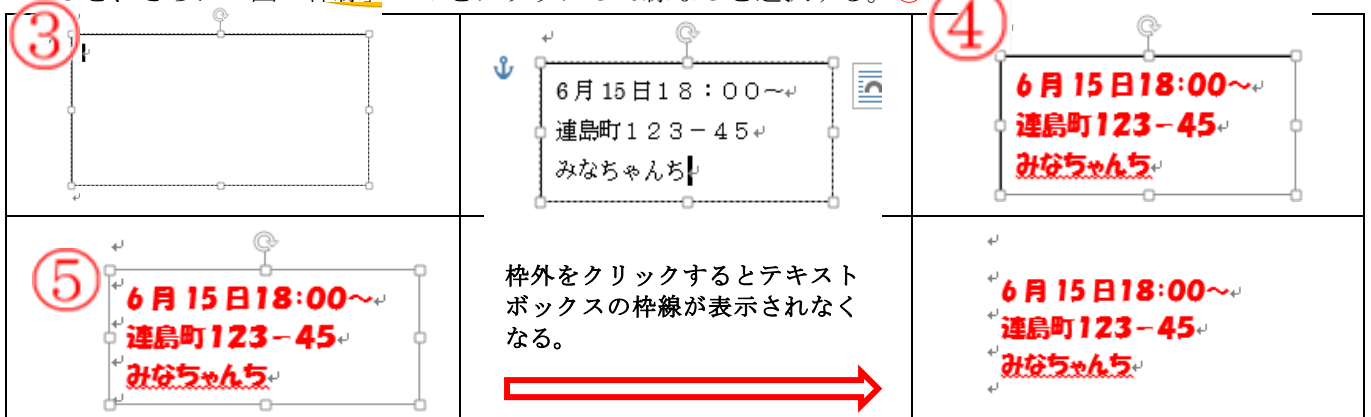 ③
6月15日１８：００～
連島町１２３－４５
みなちゃんち
④
6月15日18:00～
連島町123－45
みなちゃんち
⑤
6月15日18:00～
連島町123－45
みなちゃんち
枠外をクリックするとテキスト
ボックスの枠線が表示されなく
なる。
6月15日18:00～
連島町123－45
みなちゃんち